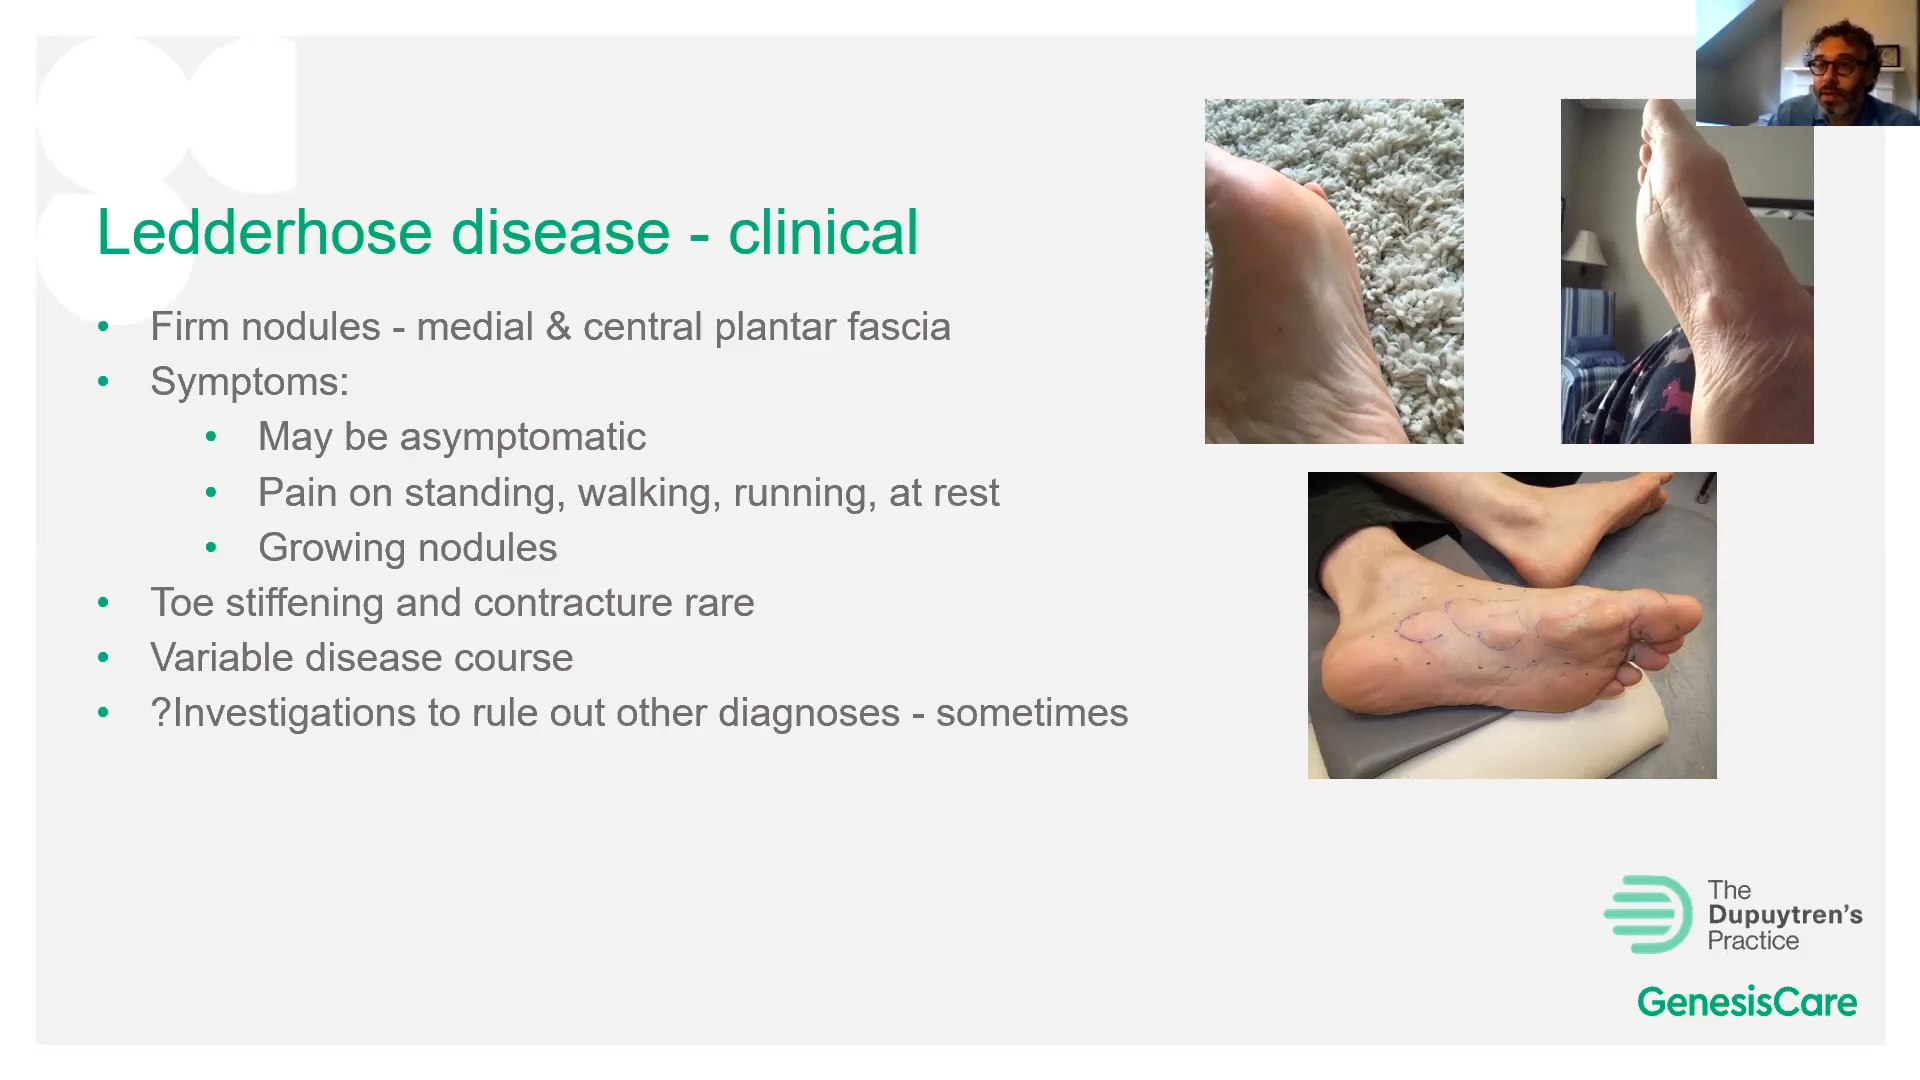 Ledderhose disease - clinical
• Firm nodules - medial & central plantar fascia
• Symptoms:
• May be asymptomatic
• Pain on standing, walking, running, at rest
• Growing nodules
• Toe stiffening and contracture rare
• Variable disease course
• ?Investigations to rule out other diagnoses - sometimes
The
Dupuytren's
Practice
GenesisCare